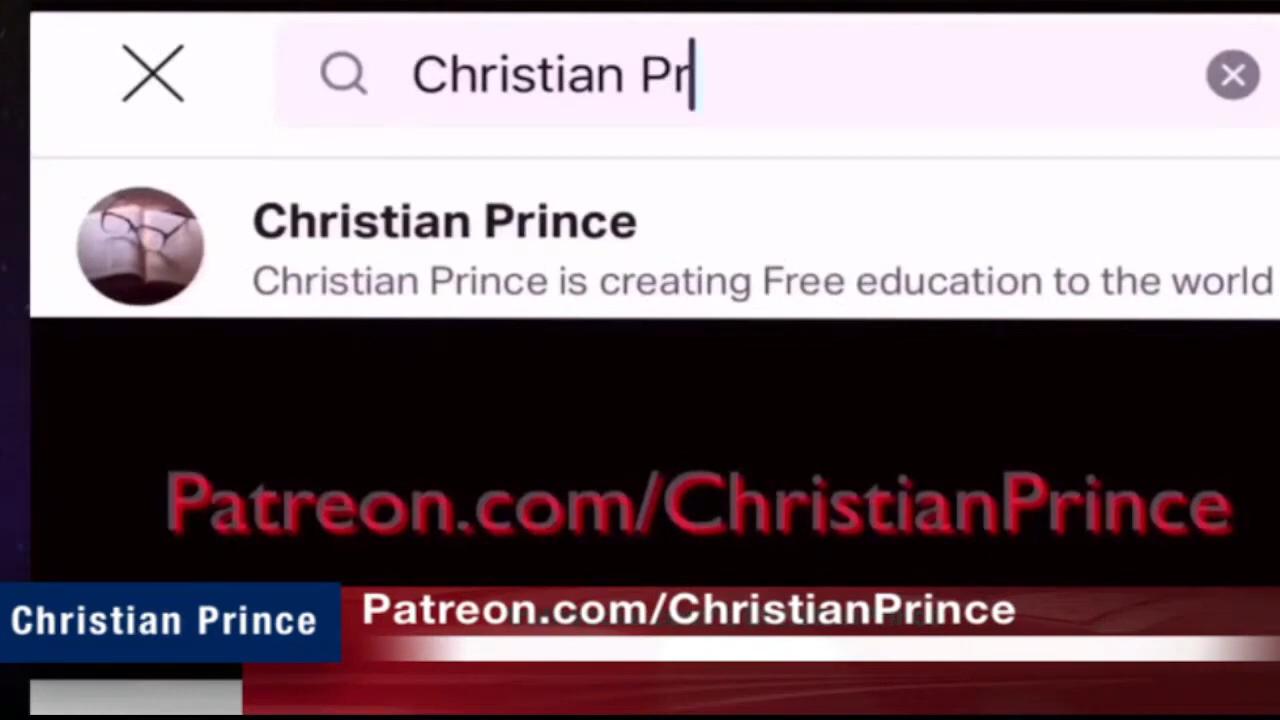 Christian Pr
Christian Prince
Christian Prince is creating Free education to the world
Patreon.com/ChristianPrince
Christian Prince
Patreon.com/ChristianPrince